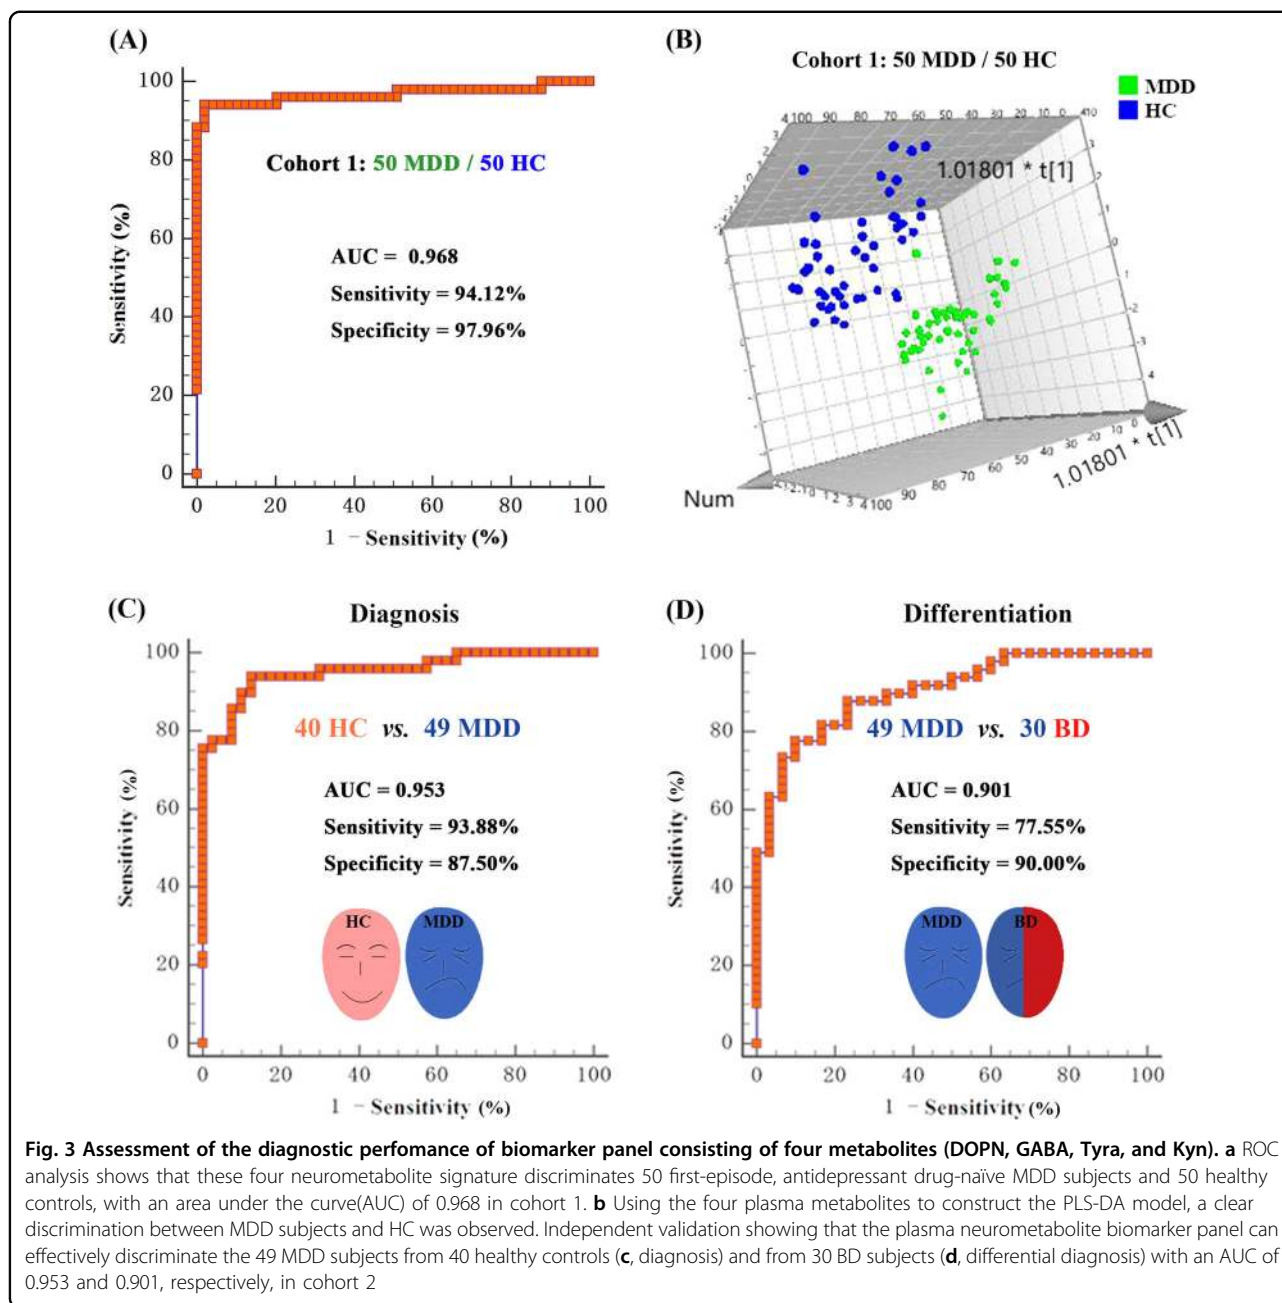 (A)
100
80
60
40
20
0
Sensitivity (%)
Cohort 1: 50 MDD / 50 HC
AUC = 0.968
Sensitivity = 94.12%
Specificity = 97.96%
0 20 40 60 80 100
1 - Sensitivity (%)
(B)
Cohort 1: 50 MDD / 50 HC
MDD
HC
1.01801 * t[1]
1.01801 * t[1]
Num
(C)
Diagnosis
100
80
60
40
20
0
Sensitivity (%)
40 HC vs. 49 MDD
AUC = 0.953
Sensitivity = 93.88%
Specificity = 87.50%
HC MDD
0 20 40 60 80 100
1 - Sensitivity (%)
(D)
Differentiation
100
80
60
40
20
0
Sensitivity (%)
49 MDD vs. 30 BD
AUC = 0.901
Sensitivity = 77.55%
Specificity = 90.00%
MDD BD
0 20 40 60 80 100
1 - Sensitivity (%)
Fig. 3 Assessment of the diagnostic perfomance of biomarker panel consisting of four metabolites (DOPN, GABA, Tyra, and Kyn). a ROC
analysis shows that these four neurometabolite signature discriminates 50 first-episode, antidepressant drug-naïve MDD subjects and 50 healthy
controls, with an area under the curve(AUC) of 0.968 in cohort 1. b Using the four plasma metabolites to construct the PLS-DA model, a clear
discrimination between MDD subjects and HC was observed. Independent validation showing that the plasma neurometabolite biomarker panel can
effectively discriminate the 49 MDD subjects from 40 healthy controls (c, diagnosis) and from 30 BD subjects (d, differential diagnosis) with an AUC of
0.953 and 0.901, respectively, in cohort 2